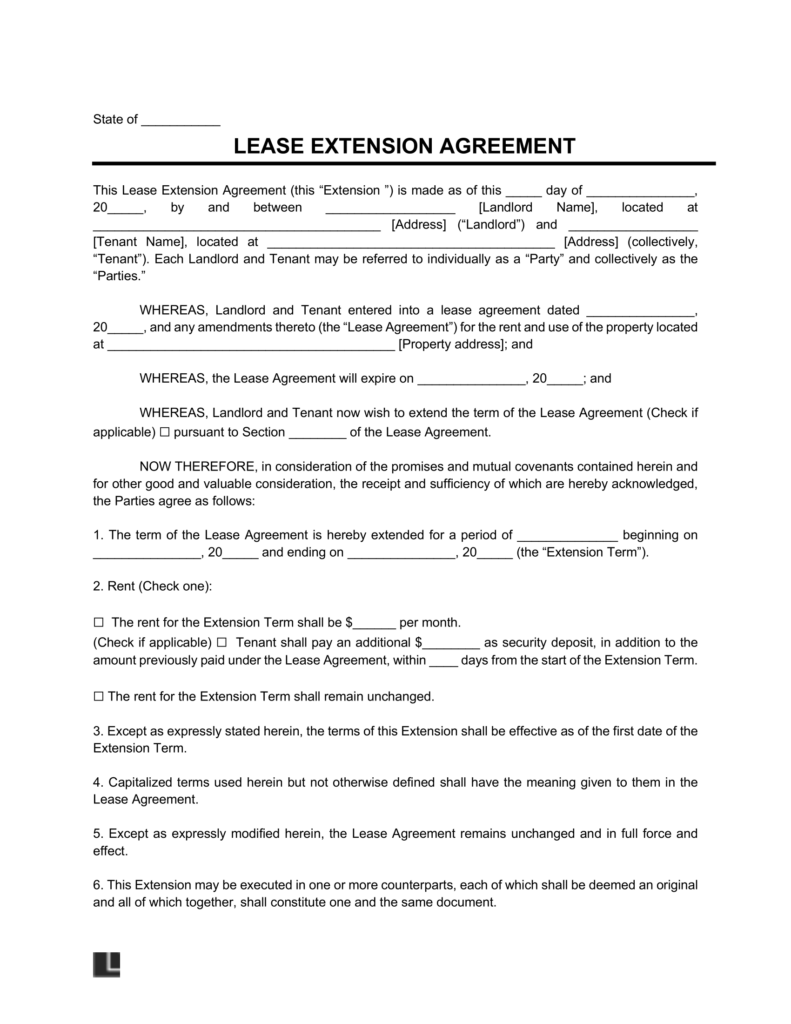 State of ___________
LEASE EXTENSION AGREEMENT
This Lease Extension Agreement (this “Extension ”) is made as of this _____ day of _______________,
20_____, by and between __________________ [Landlord Name], located at
________________________________________ [Address] (“Landlord”) and __________________
[Tenant Name], located at ________________________________________ [Address] (collectively,
“Tenant”). Each Landlord and Tenant may be referred to individually as a “Party” and collectively as the
“Parties.”
WHEREAS, Landlord and Tenant entered into a lease agreement dated _______________,
20_____, and any amendments thereto (the “Lease Agreement”) for the rent and use of the property located
at ________________________________________ [Property address]; and
WHEREAS, the Lease Agreement will expire on _______________, 20_____; and
WHEREAS, Landlord and Tenant now wish to extend the term of the Lease Agreement (Check if
applicable) ☐ pursuant to Section ________ of the Lease Agreement.
NOW THEREFORE, in consideration of the promises and mutual covenants contained herein and
for other good and valuable consideration, the receipt and sufficiency of which are hereby acknowledged,
the Parties agree as follows:
1. The term of the Lease Agreement is hereby extended for a period of ______________ beginning on
_______________, 20_____ and ending on _______________, 20_____ (the “Extension Term”).
2. Rent (Check one):
☐ The rent for the Extension Term shall be $______ per month.
(Check if applicable) ☐ Tenant shall pay an additional $________ as security deposit, in addition to the
amount previously paid under the Lease Agreement, within ____ days from the start of the Extension Term.
☐ The rent for the Extension Term shall remain unchanged.
3. Except as expressly stated herein, the terms of this Extension shall be effective as of the first date of the
Extension Term.
4. Capitalized terms used herein but not otherwise defined shall have the meaning given to them in the
Lease Agreement.
5. Except as expressly modified herein, the Lease Agreement remains unchanged and in full force and
effect.
6. This Extension may be executed in one or more counterparts, each of which shall be deemed an original
and all of which together, shall constitute one and the same document.